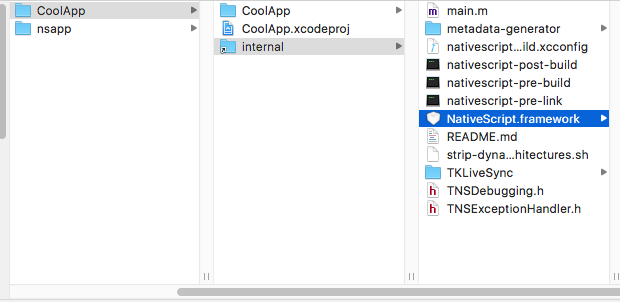 CoolApp
nsapp
CoolApp
CoolApp.xcodeproj
internal
main.m
metadata-generator
nativescript...ild.xcconfig
nativescript-post-build
nativescript-pre-build
nativescript-pre-link
NativeScript.framework
README.md
strip-dyna...hitectures.sh
TKLiveSync
TNSDebugging.h
TNSExceptionHandler.h